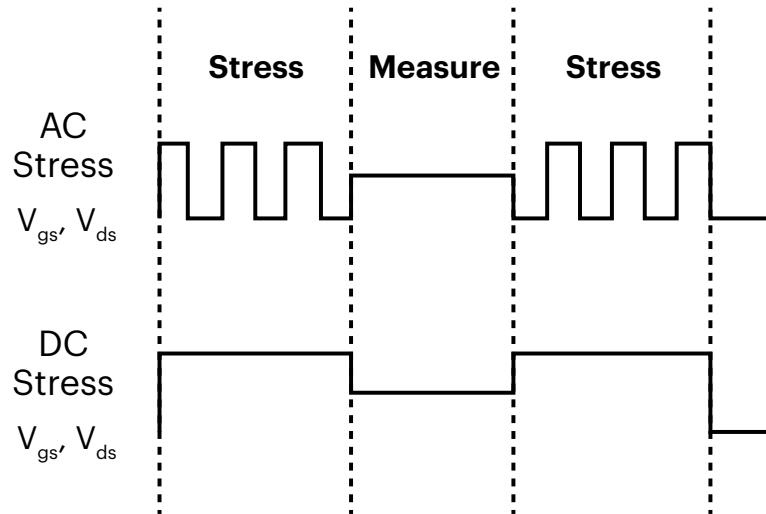 Stress Measure Stress
AC
Stress
Vgs, Vds
DC
Stress
Vgs, Vds